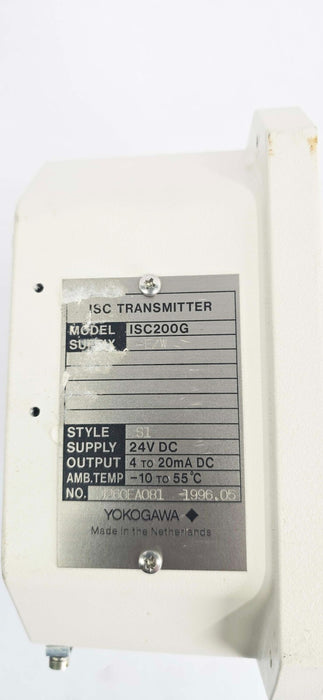 ISC TRANSMITTER
MODEL ISC200G
SUFFIX -E/W
STYLE S1
SUPPLY 24V DC
OUTPUT 4 TO 20mA DC
AMB.TEMP -10 TO 55°C
NO. 1996.05
YOKOGAWA
Made in the Netherlands